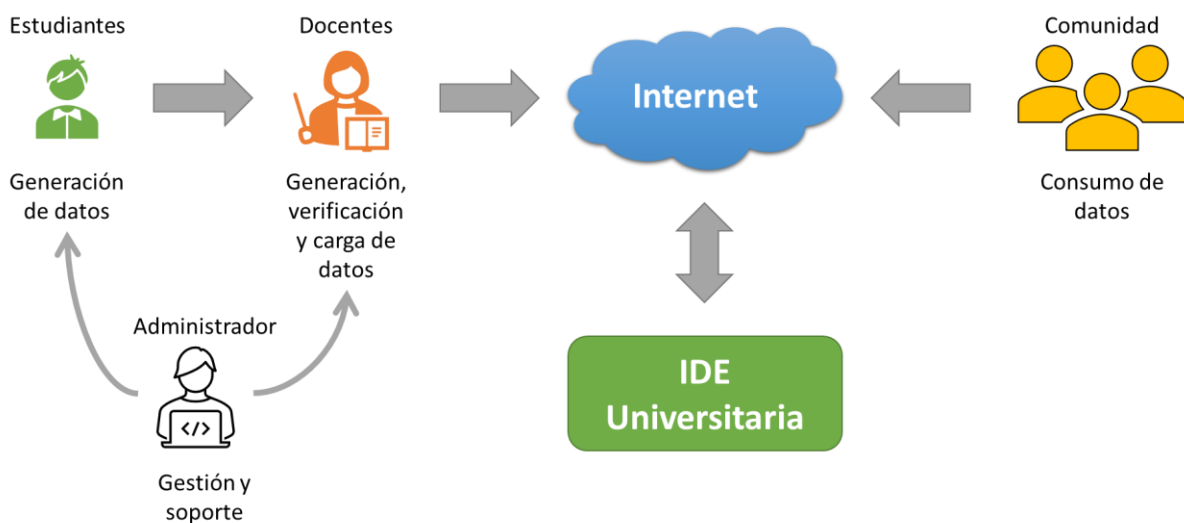 Estudiantes
Docentes
Comunidad
Internet
Generación
de datos
Generación,
verificación
y carga de
datos
Consumo de
datos
Administrador
</>
Gestión y
soporte
IDE
Universitaria